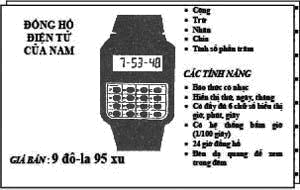 ĐỒNG HỒ
ĐIỆN TỬ
CỦA NAM
7-53-48
GIÁ BÁN : 9 đô-la 95 xu
Cộng
Trừ
Nhân
Chia
Tính số phần trăm
CÁC TÍNH NĂNG
Báo thức có nhạc
Hiển thị thứ, ngày, tháng
Có đầy đủ 6 chữ số hiển thị
giờ, phút, giây
Có hệ thống bấm giờ
(1/100 giây)
24 giờ đồng hồ
Đèn dạ quang để xem
trong đêm